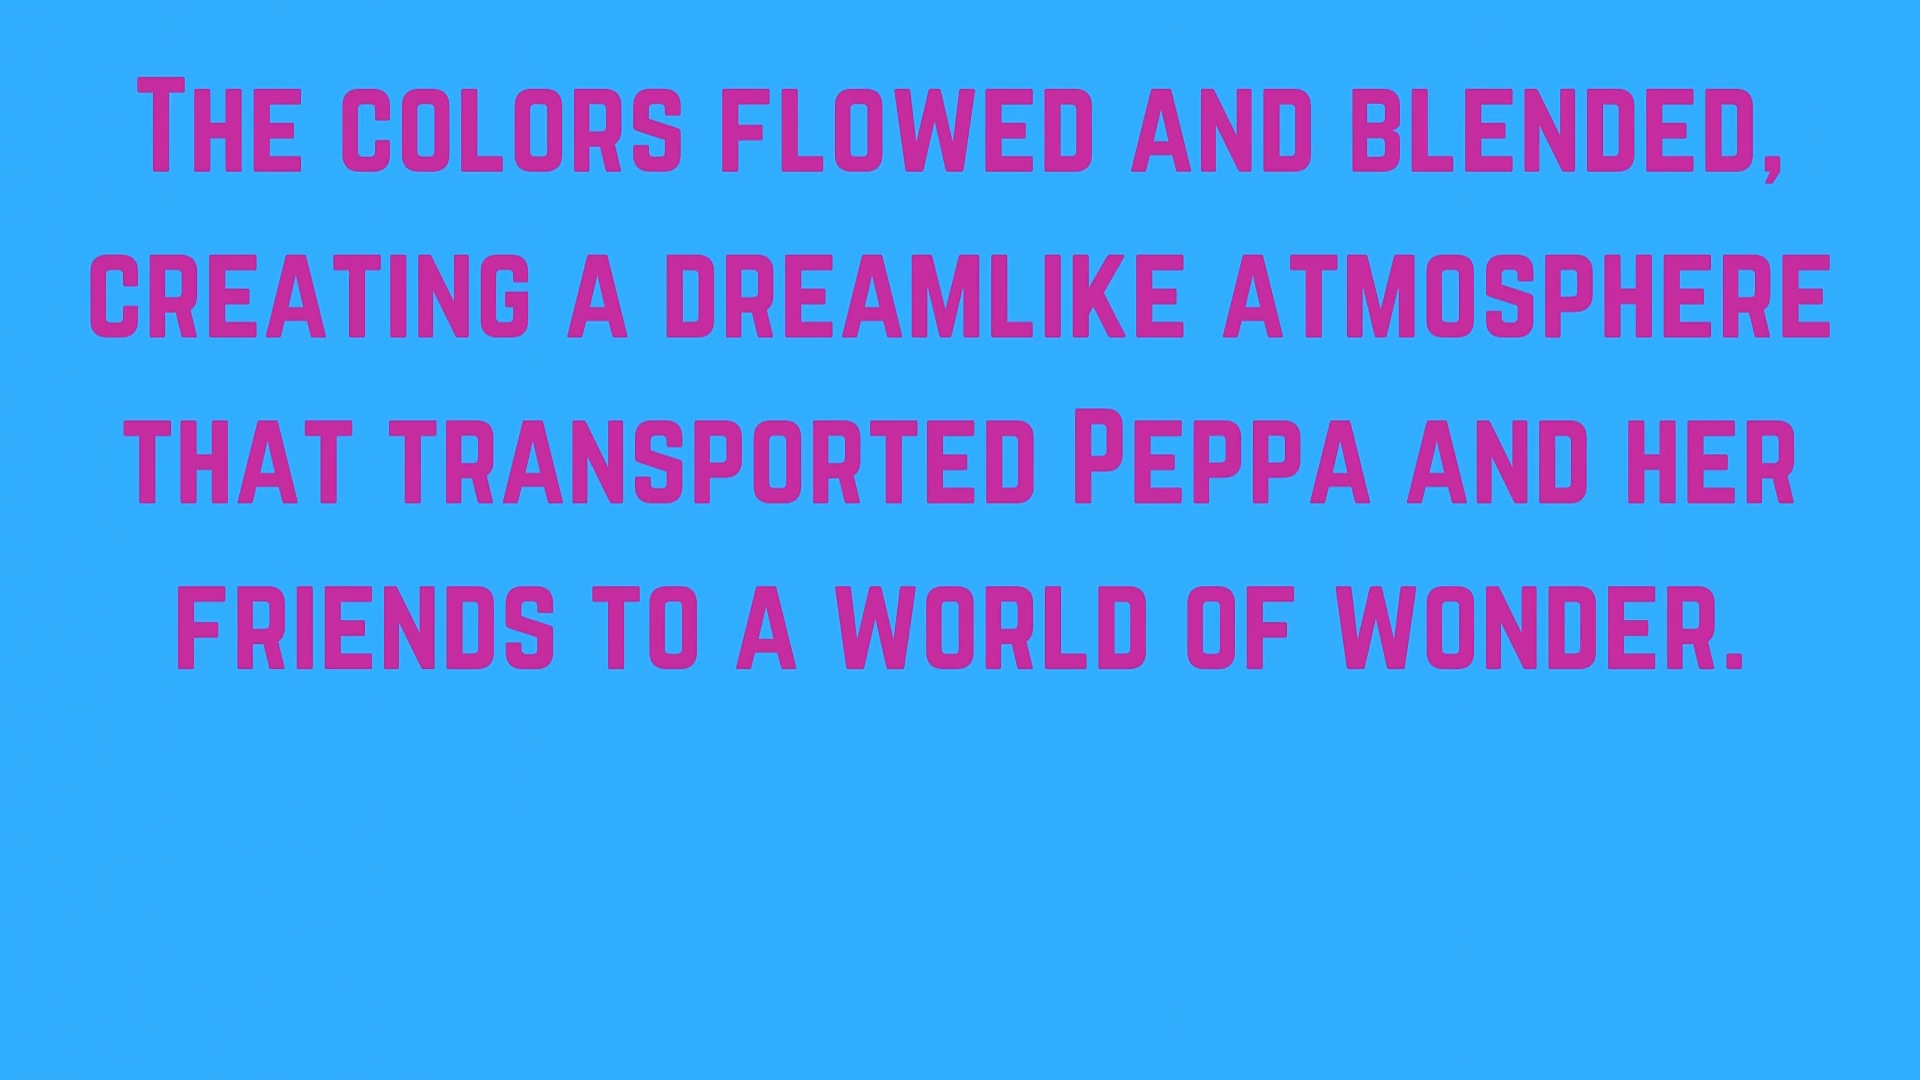 The colors flowed and blended,
creating a dreamlike atmosphere
that transported Peppa and her
friends to a world of wonder.